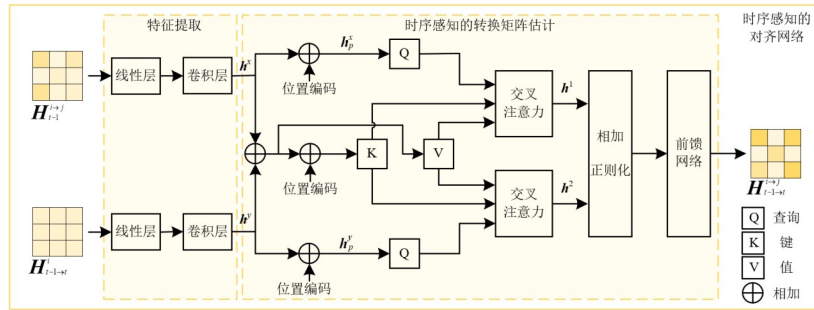 特征提取
时序感知的转换矩阵估计
时序感知的
对齐网络
H^{i→j}_{t-1}
线性层
卷积层
h^x
h_p^x
Q
位置编码
交叉
注意力
h^1
K
V
位置编码
相加
正则化
前馈
网络
H^{i→j}_{t-1→t}
H^{i}_{t-1→t}
线性层
卷积层
h^y
h_p^y
Q
位置编码
交叉
注意力
h^2
Q 查询
K 键
V 值
相加